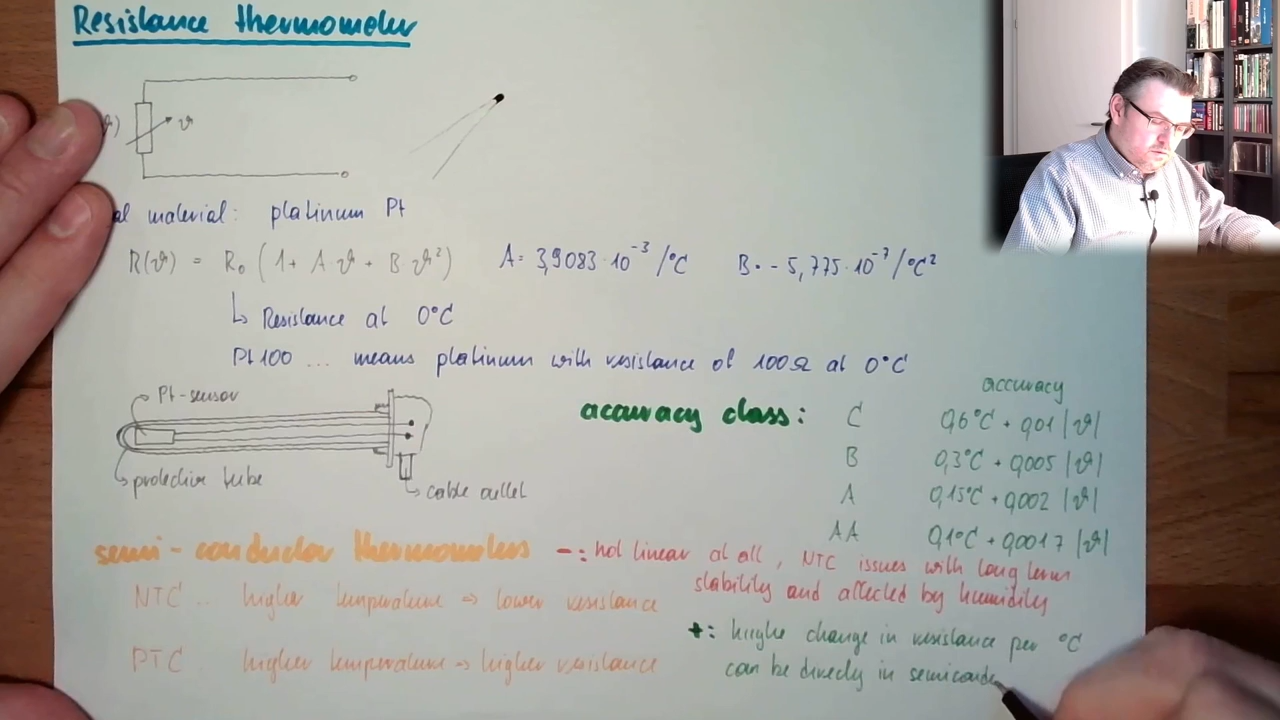 Resistance thermometer
ϑ) ϑ
al material: platinum Pt
R(ϑ) = R₀ (1 + A·ϑ + B·ϑ²) A = 3,9083·10⁻³/°C B = -5,775·10⁻⁷/°C²
↳ Resistance at 0°C
Pt100 ... means platinum with resistance of 100Ω at 0°C
Pt-sensor
protective tube
cable outlet
accuracy
accuracy class: C 0,6°C + 0,01 |ϑ|
B 0,3°C + 0,005 |ϑ|
A 0,15°C + 0,002 |ϑ|
AA 0,1°C + 0,0017 |ϑ|
semi-conductor thermometers
-: not linear at all, NTC issues with long term
stability and affected by humidity
NTC .. higher temperature ⇒ lower resistance
PTC higher temperature ⇒ higher resistance
+: highe change in resistance per °C
can be directly in semicondu